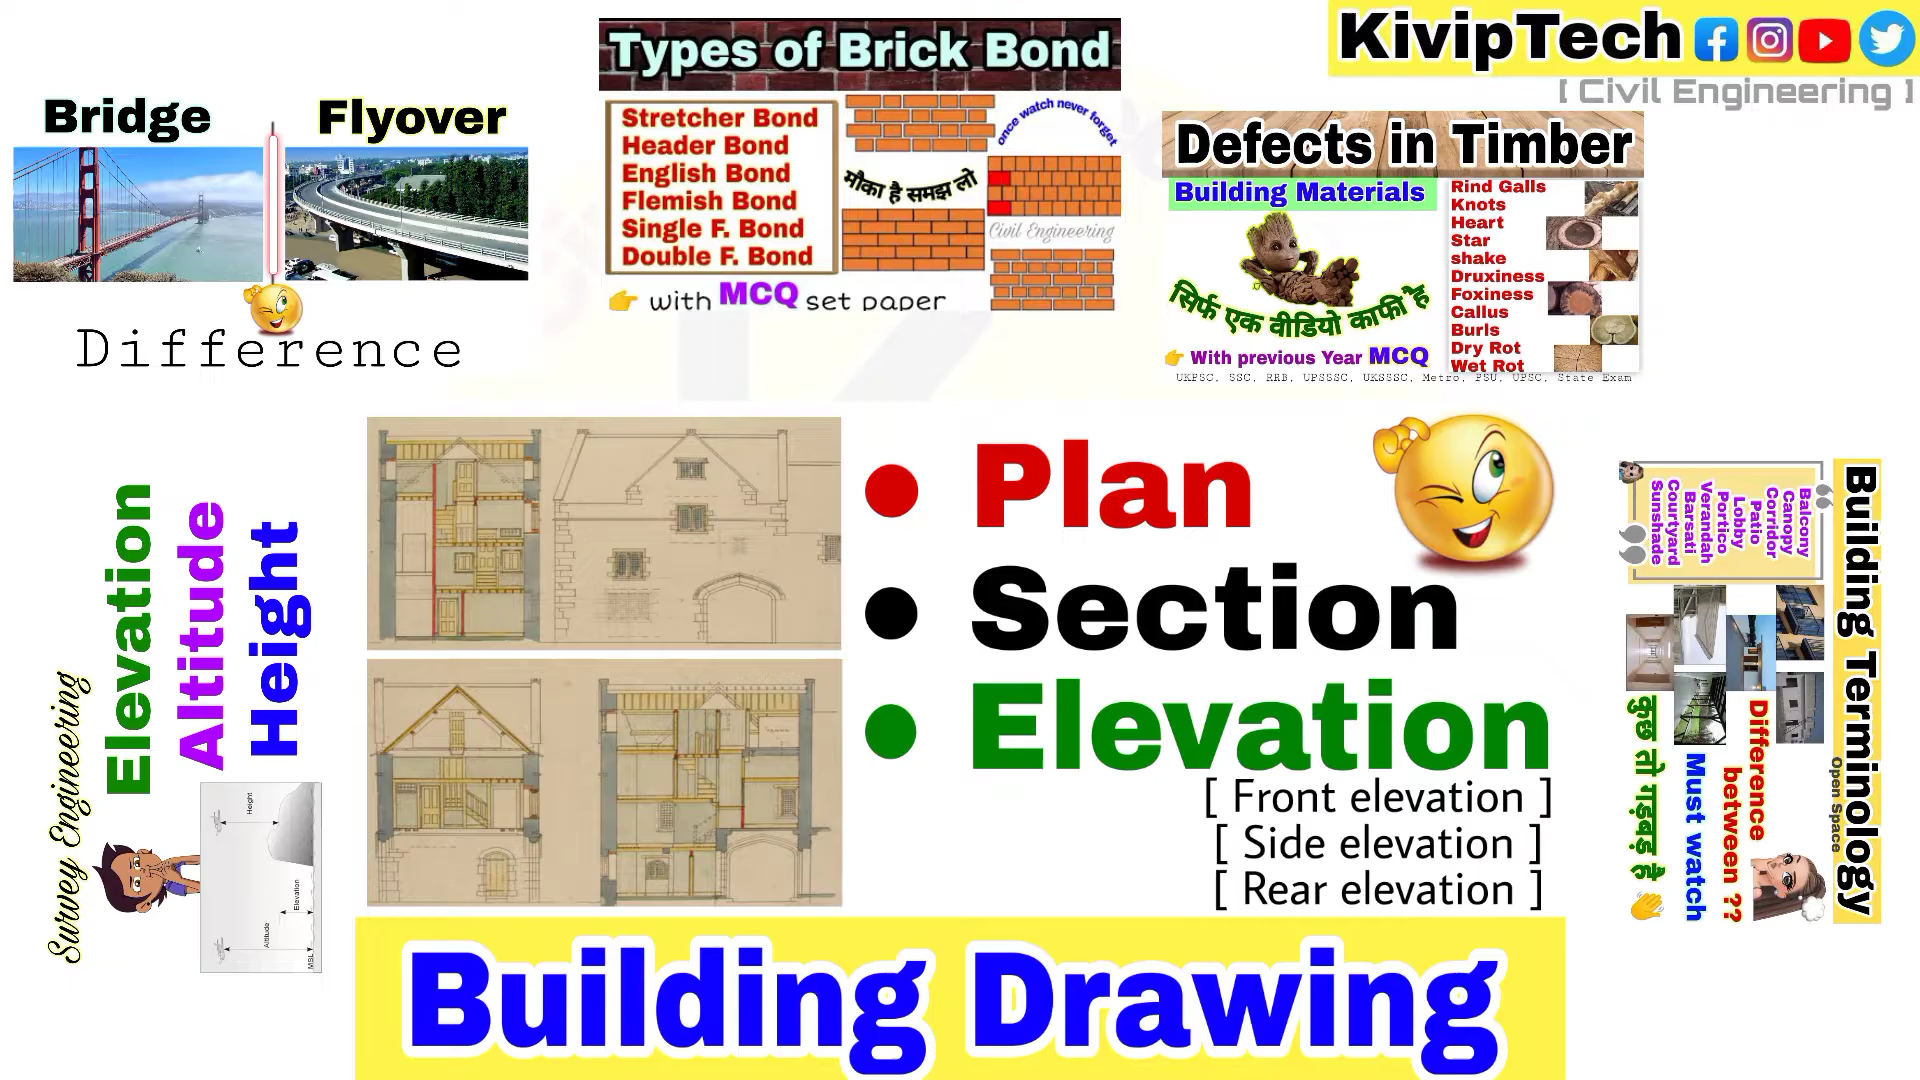 KivipTech
[ Civil Engineering ]
Bridge
Flyover
Difference
Types of Brick Bond
Stretcher Bond
Header Bond
English Bond
Flemish Bond
Single F. Bond
Double F. Bond
once watch never forget
मौका है समझ लो
Civil Engineering
👉 with MCQ set paper
Defects in Timber
Building Materials
सिर्फ एक वीडियो काफी है
👉 With previous Year MCQ
Rind Galls
Knots
Heart
Star
shake
Druxiness
Foxiness
Callus
Burls
Dry Rot
Wet Rot
UKPSC, SSC, RRB, UPSSSC, UKSSSC, Metro, PSU, UPSC, State Exam
Survey Engineering
Elevation
Altitude
Height
Height
Elevation
Altitude
MSL
• Plan
• Section
• Elevation
[ Front elevation ]
[ Side elevation ]
[ Rear elevation ]
Building Drawing
Building Terminology
Open Space
Balcony
Canopy
Corridor
Patio
Lobby
Portico
Verandah
Barsati
Courtyard
Sunshade
Difference
between ??
Must watch
कुछ तो गड़बड़ है 👋